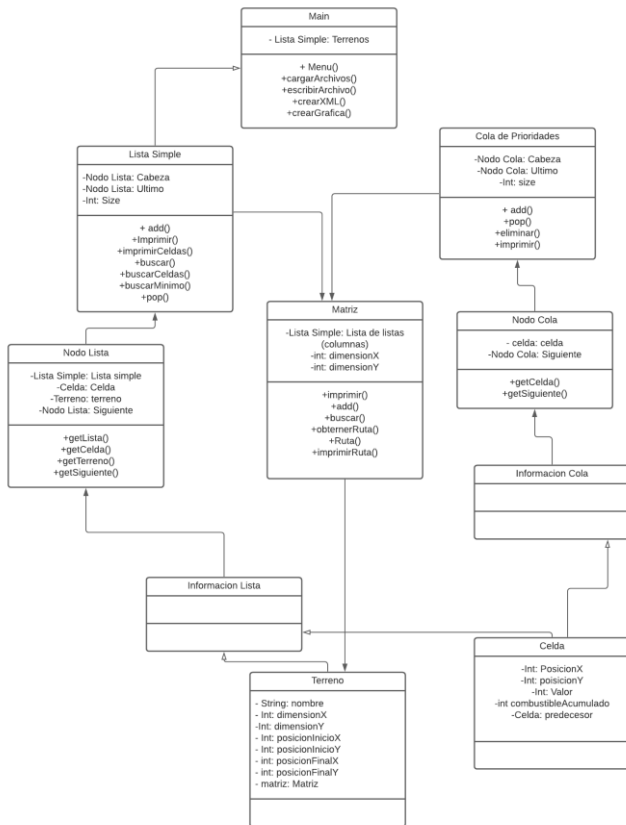 Main
- Lista Simple: Terrenos
+ Menu()
+cargarArchivos()
+escribirArchivo()
+crearXML()
+crearGrafica()
Lista Simple
-Nodo Lista: Cabeza
-Nodo Lista: Ultimo
-Int: Size
+ add()
+Imprimir()
+imprimirCeldas()
+buscar()
+buscarCeldas()
+buscarMinimo()
+pop()
Cola de Prioridades
-Nodo Cola: Cabeza
-Nodo Cola: Ultimo
-Int: size
+ add()
+pop()
+eliminar()
+imprimir()
Matriz
-Lista Simple: Lista de listas
(columnas)
-int: dimensionX
-int: dimensionY
+imprimir()
+add()
+buscar()
+obternerRuta()
+Ruta()
+imprimirRuta()
Nodo Cola
- celda: celda
-Nodo Cola: Siguiente
+getCelda()
+getSiguiente()
Nodo Lista
-Lista Simple: Lista simple
-Celda: Celda
-Terreno: terreno
-Nodo Lista: Siguiente
+getLista()
+getCelda()
+getTerreno()
+getSiguiente()
Informacion Cola
Informacion Lista
Celda
-Int: PosicionX
-Int: poisicionY
-Int: Valor
-int combustibleAcumulado
-Celda: predecesor
Terreno
- String: nombre
- Int: dimensionX
-Int: dimensionY
- Int: posicionInicioX
- Int: posicionInicioY
- int: posicionFinalX
- int: posicionFinalY
- matriz: Matriz